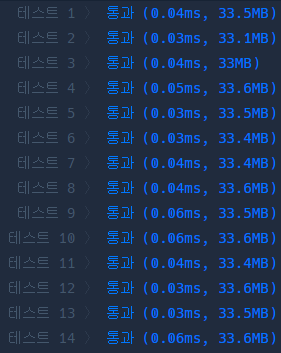 테스트 1 〉 통과 (0.04ms, 33.5MB)
테스트 2 〉 통과 (0.03ms, 33.1MB)
테스트 3 〉 통과 (0.04ms, 33MB)
테스트 4 〉 통과 (0.05ms, 33.6MB)
테스트 5 〉 통과 (0.03ms, 33.5MB)
테스트 6 〉 통과 (0.03ms, 33.4MB)
테스트 7 〉 통과 (0.04ms, 33.4MB)
테스트 8 〉 통과 (0.04ms, 33.6MB)
테스트 9 〉 통과 (0.06ms, 33.5MB)
테스트 10 〉 통과 (0.06ms, 33.6MB)
테스트 11 〉 통과 (0.04ms, 33.4MB)
테스트 12 〉 통과 (0.03ms, 33.6MB)
테스트 13 〉 통과 (0.03ms, 33.5MB)
테스트 14 〉 통과 (0.06ms, 33.6MB)